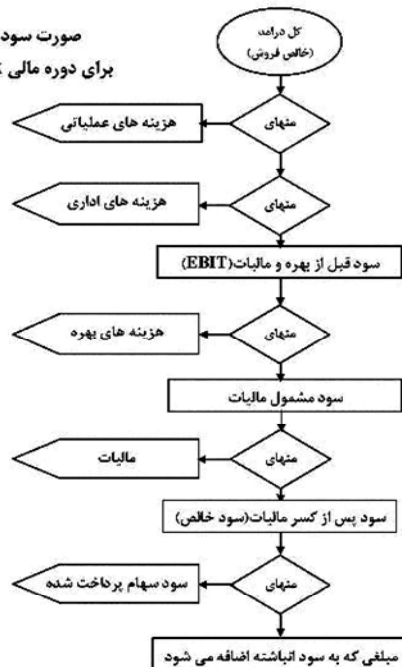 صورت سود
برای دوره مالی
کل درامد
(خالص فروش)
منهای
هزینه های عملیاتی
منهای
هزینه های اداری
سود قبل از بهره و مالیات(EBIT)
منهای
هزینه های بهره
سود مشمول مالیات
منهای
مالیات
سود پس از کسر مالیات(سود خالص)
منهای
سود سهام پرداخت شده
مبلغی که به سود انباشته اضافه می شود